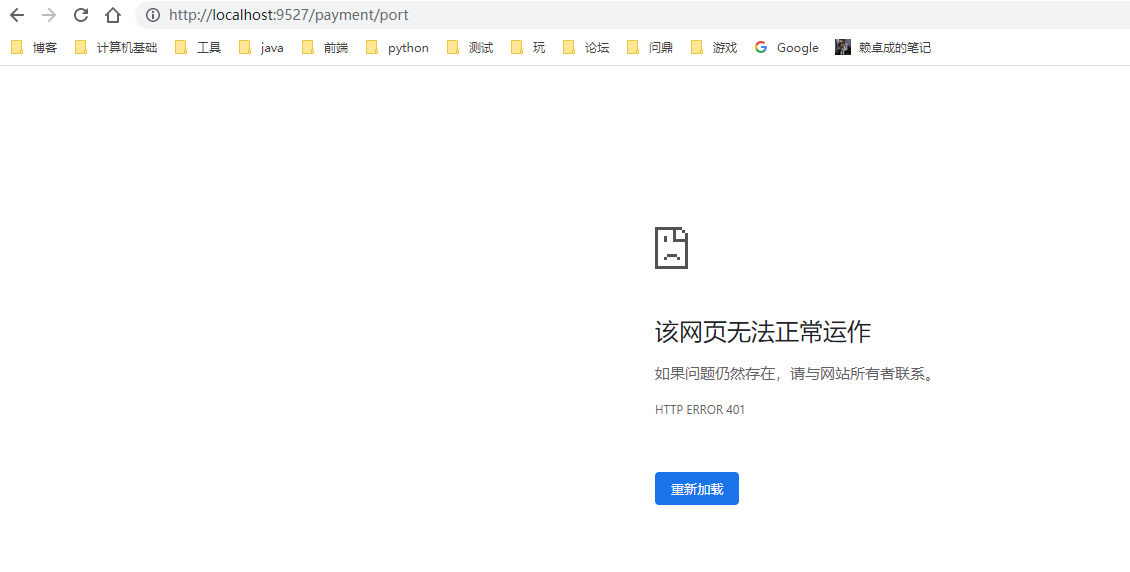 http://localhost:9527/payment/port
博客 计算机基础 工具 java 前端 python 测试 玩 论坛 问鼎 游戏 Google 赖卓成的笔记
该网页无法正常运作
如果问题仍然存在，请与网站所有者联系。
HTTP ERROR 401
重新加载